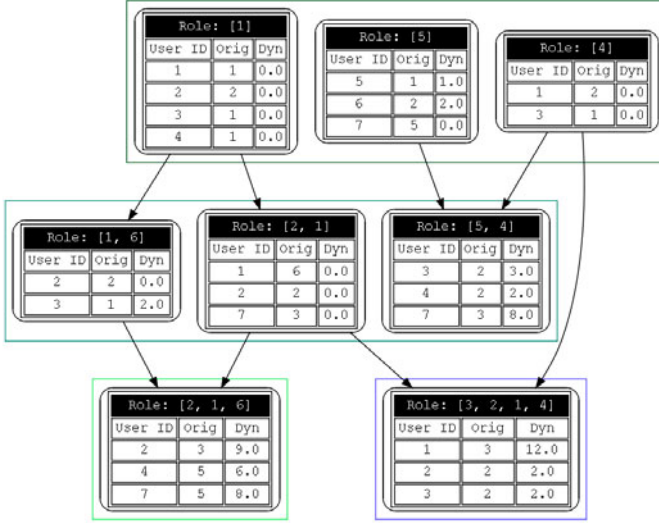 Role: [1]
User ID Orig Dyn
1 1 0.0
2 2 0.0
3 1 0.0
4 1 0.0
Role: [5]
User ID Orig Dyn
5 1 1.0
6 2 2.0
7 5 0.0
Role: [4]
User ID Orig Dyn
1 2 0.0
3 1 0.0
Role: [1, 6]
User ID Orig Dyn
2 2 0.0
3 1 2.0
Role: [2, 1]
User ID Orig Dyn
1 6 0.0
2 2 0.0
7 3 0.0
Role: [5, 4]
User ID Orig Dyn
3 2 3.0
4 2 2.0
7 3 8.0
Role: [2, 1, 6]
User ID Orig Dyn
2 3 9.0
4 5 6.0
7 5 8.0
Role: [3, 2, 1, 4]
User ID Orig Dyn
1 3 12.0
2 2 2.0
3 2 2.0